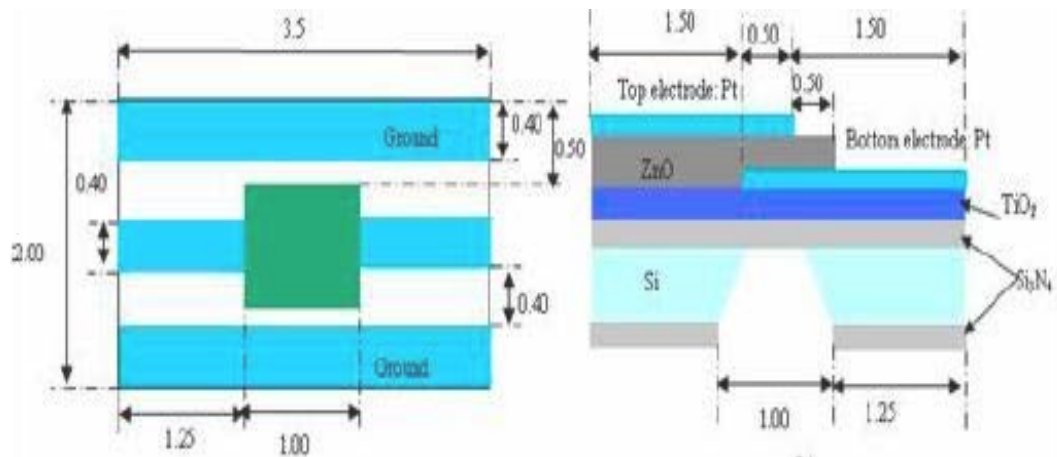 3.5
Ground
0.40
0.50
0.40
2.00
0.40
Ground
1.25
1.00
1.50
0.50
1.50
0.50
Top electrode: Pt
Bottom electrode: Pt
ZnO
TiO₂
Si
Si₃N₄
1.00
1.25